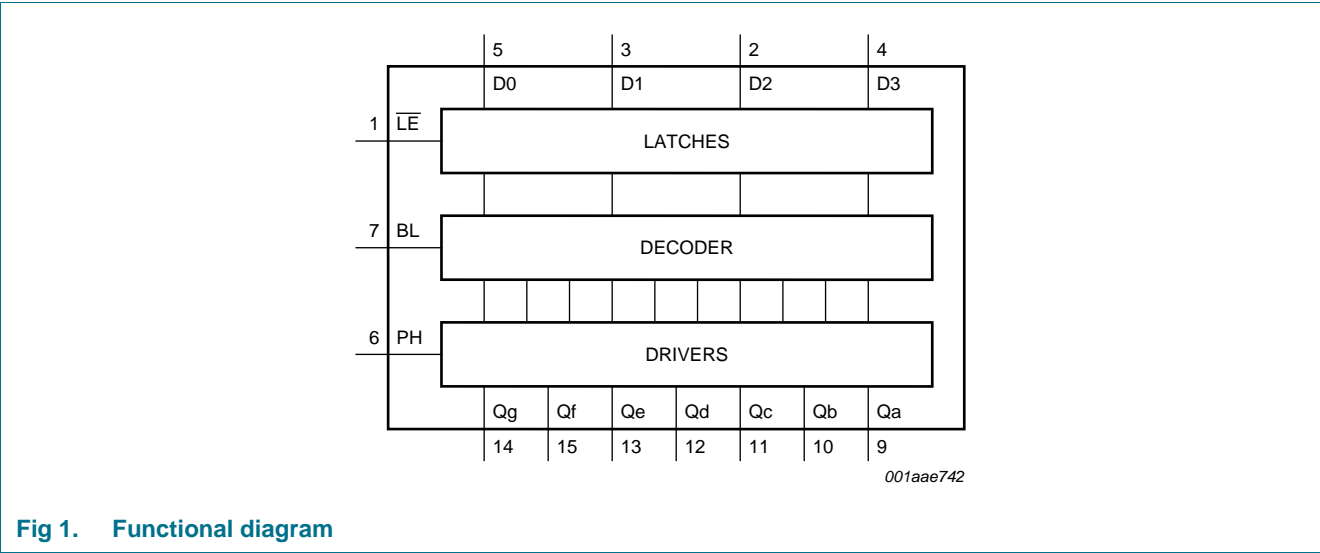 5 3 2 4
D0 D1 D2 D3
1 L̅E̅
LATCHES
7 BL
DECODER
6 PH
DRIVERS
Qg Qf Qe Qd Qc Qb Qa
14 15 13 12 11 10 9
001aae742
Fig 1. Functional diagram